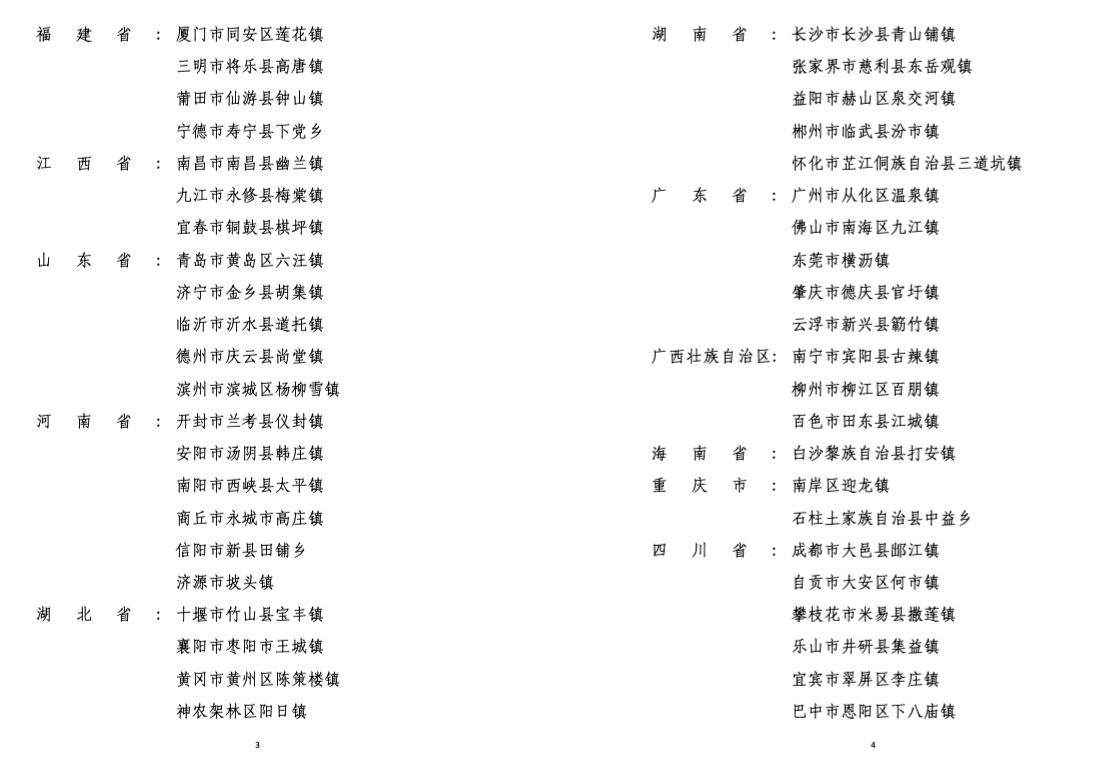 福建省：厦门市同安区莲花镇
三明市将乐县高唐镇
莆田市仙游县钟山镇
宁德市寿宁县下党乡
江西省：南昌市南昌县幽兰镇
九江市永修县梅棠镇
宜春市铜鼓县棋坪镇
山东省：青岛市黄岛区六汪镇
济宁市金乡县胡集镇
临沂市沂水县道托镇
德州市庆云县尚堂镇
滨州市滨城区杨柳雪镇
河南省：开封市兰考县仪封镇
安阳市汤阴县韩庄镇
南阳市西峡县太平镇
商丘市永城市高庄镇
信阳市新县田铺乡
济源市坡头镇
湖北省：十堰市竹山县宝丰镇
襄阳市枣阳市王城镇
黄冈市黄州区陈策楼镇
神农架林区阳日镇
3
湖南省：长沙市长沙县青山铺镇
张家界市慈利县东岳观镇
益阳市赫山区泉交河镇
郴州市临武县汾市镇
怀化市芷江侗族自治县三道坑镇
广东省：广州市从化区温泉镇
佛山市南海区九江镇
东莞市横沥镇
肇庆市德庆县官圩镇
云浮市新兴县簕竹镇
广西壮族自治区：南宁市宾阳县古辣镇
柳州市柳江区百朋镇
百色市田东县江城镇
海南省：白沙黎族自治县打安镇
重庆市：南岸区迎龙镇
石柱土家族自治县中益乡
四川省：成都市大邑县䢺江镇
自贡市大安区何市镇
攀枝花市米易县撒莲镇
乐山市井研县集益镇
宜宾市翠屏区李庄镇
巴中市恩阳区下八庙镇
4